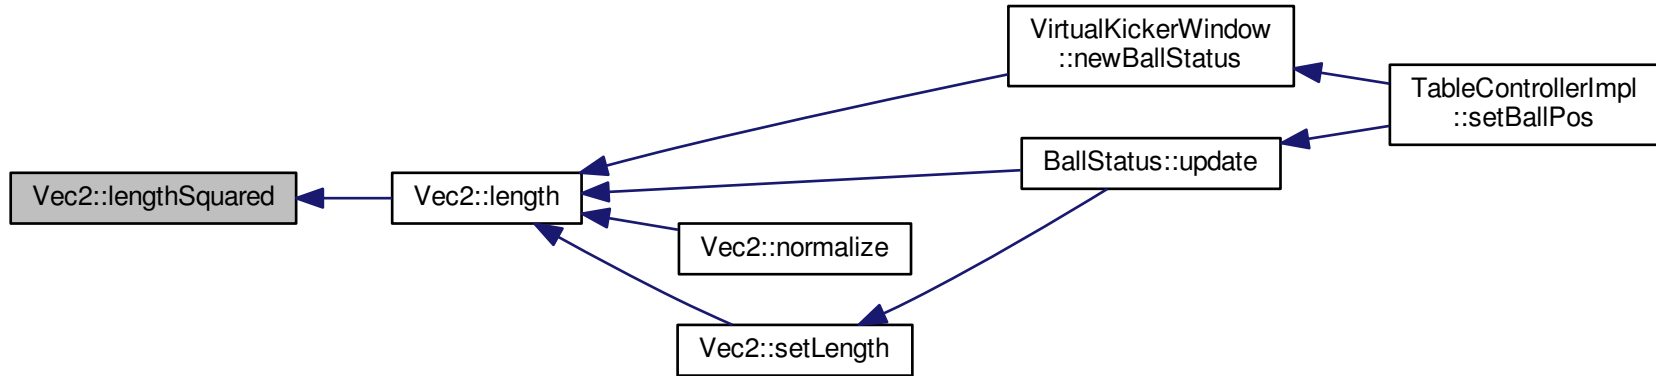 VirtualKickerWindow
::newBallStatus
TableControllerImpl
::setBallPos
BallStatus::update
Vec2::lengthSquared
Vec2::length
Vec2::normalize
Vec2::setLength